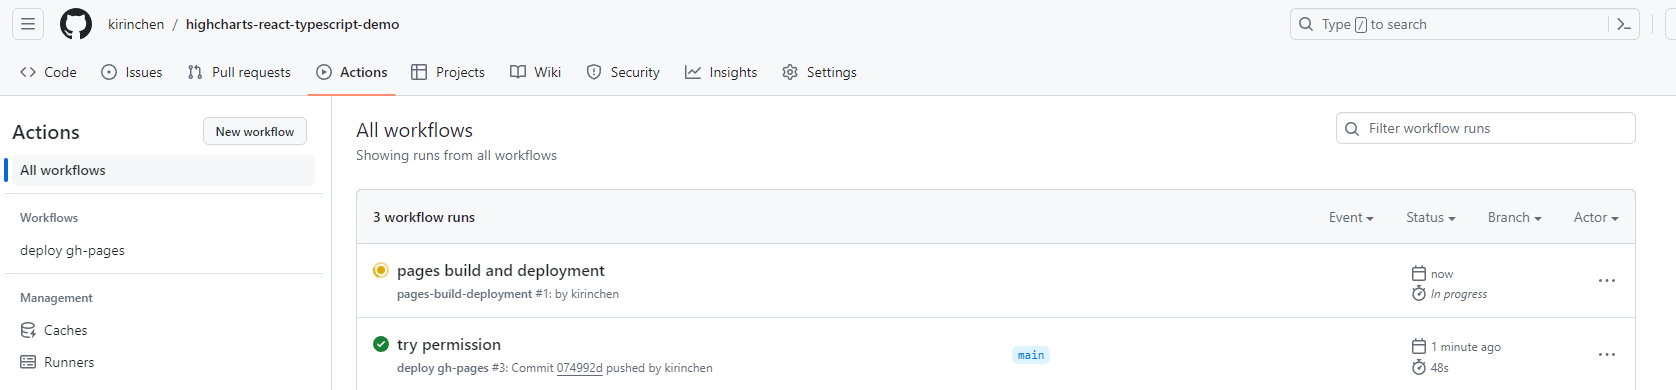 kirinchen / highcharts-react-typescript-demo
Type / to search
Code Issues Pull requests Actions Projects Wiki Security Insights Settings
Actions
New workflow
All workflows
Workflows
deploy gh-pages
Management
Caches
Runners
All workflows
Showing runs from all workflows
Filter workflow runs
3 workflow runs
Event Status Branch Actor
pages build and deployment
pages-build-deployment #1: by kirinchen
now
In progress
try permission
deploy gh-pages #3: Commit 074992d pushed by kirinchen
main
1 minute ago
48s